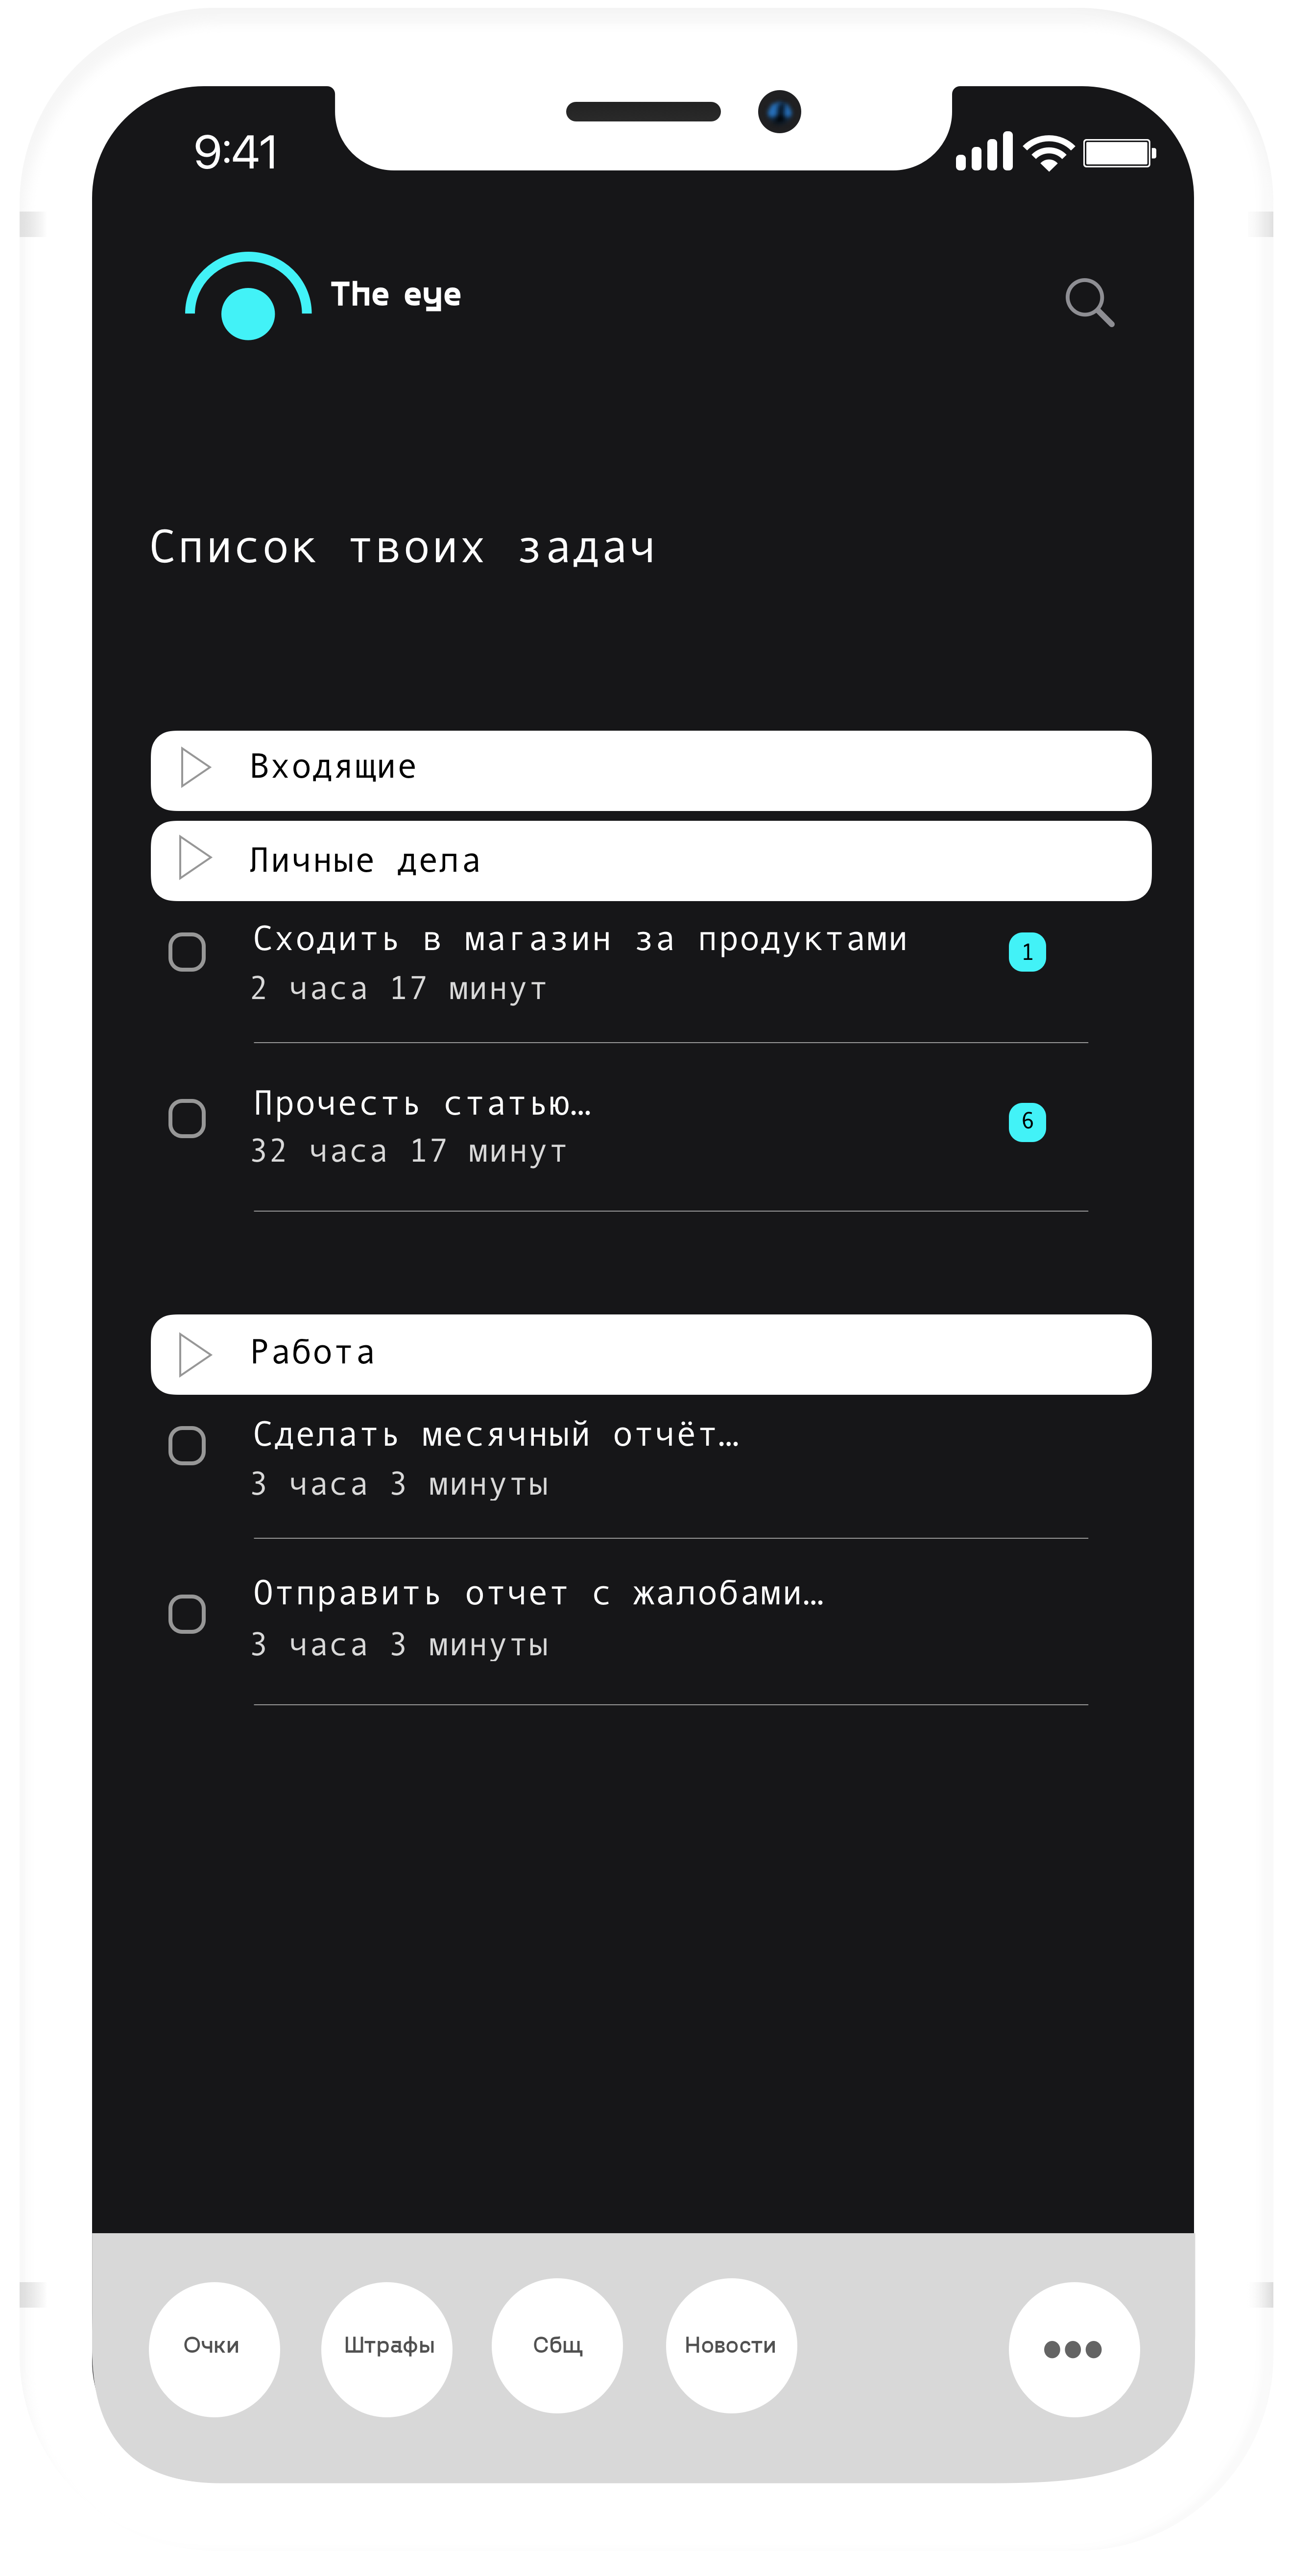 9:41
The eye
Список твоих задач
Входящие
Личные дела
Сходить в магазин за продуктами
1
2 часа 17 минут
Прочесть статью…
6
32 часа 17 минут
Работа
Сделать месячный отчёт…
3 часа 3 минуты
Отправить отчет с жалобами…
3 часа 3 минуты
Очки
Штрафы
Сбщ
Новости